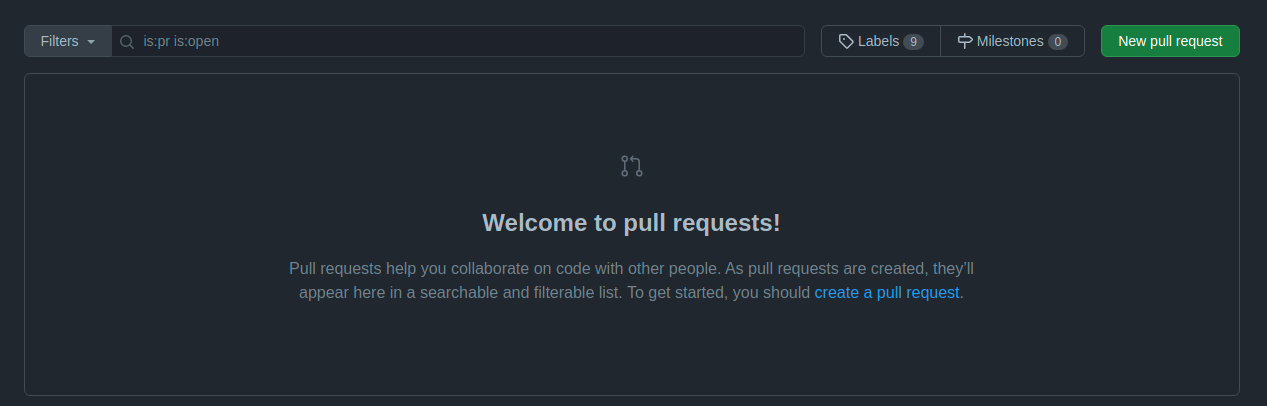 Filters is:pr is:open Labels 9 Milestones 0 New pull request
Welcome to pull requests!
Pull requests help you collaborate on code with other people. As pull requests are created, they’ll
appear here in a searchable and filterable list. To get started, you should create a pull request.